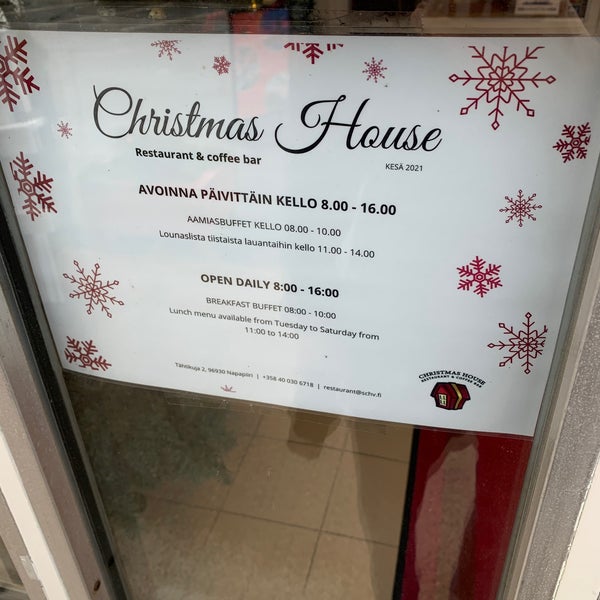 Christmas House
Restaurant & coffee bar
KESÄ 2021
AVOINNA PÄIVITTÄIN KELLO 8.00 - 16.00
AAMIASBUFFET KELLO 08.00 - 10.00
Lounaslista tiistaista lauantaihin kello 11.00 - 14.00
OPEN DAILY 8:00 - 16:00
BREAKFAST BUFFET 08:00 - 10:00
Lunch menu available from Tuesday to Saturday from
11:00 to 14:00
Tähtikuja 2, 96930 Napapiiri | +358 40 030 6718 | restaurant@schv.fi
CHRISTMAS HOUSE
RESTAURANT & COFFEE BAR